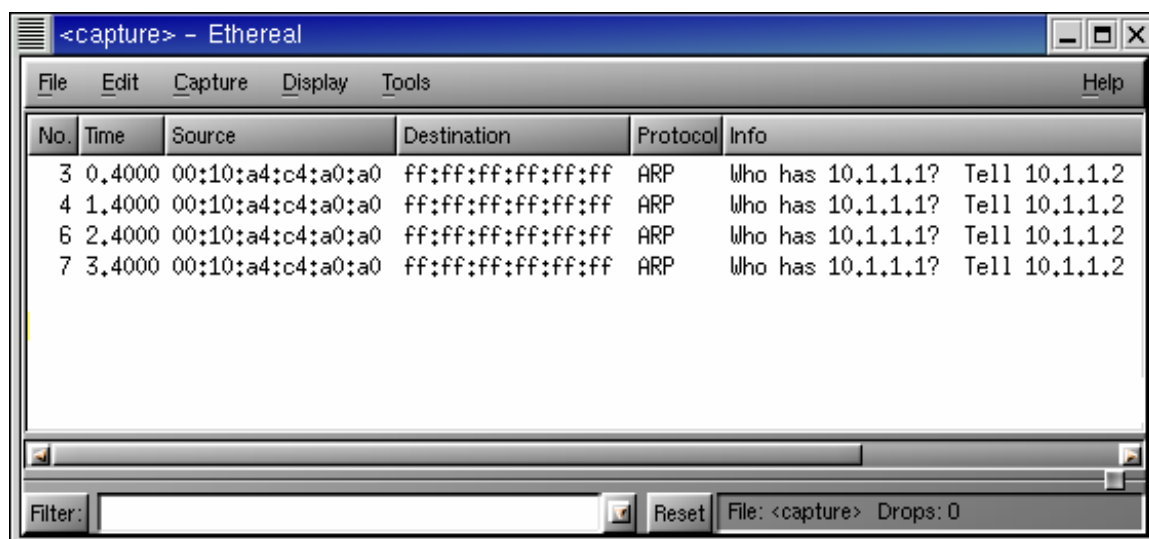 <capture> - Ethereal
File Edit Capture Display Tools Help
No. Time Source Destination Protocol Info
3 0.4000 00:10:a4:c4:a0:a0 ff:ff:ff:ff:ff:ff ARP Who has 10.1.1.1? Tell 10.1.1.2
4 1.4000 00:10:a4:c4:a0:a0 ff:ff:ff:ff:ff:ff ARP Who has 10.1.1.1? Tell 10.1.1.2
6 2.4000 00:10:a4:c4:a0:a0 ff:ff:ff:ff:ff:ff ARP Who has 10.1.1.1? Tell 10.1.1.2
7 3.4000 00:10:a4:c4:a0:a0 ff:ff:ff:ff:ff:ff ARP Who has 10.1.1.1? Tell 10.1.1.2
Filter: Reset File: <capture> Drops: 0